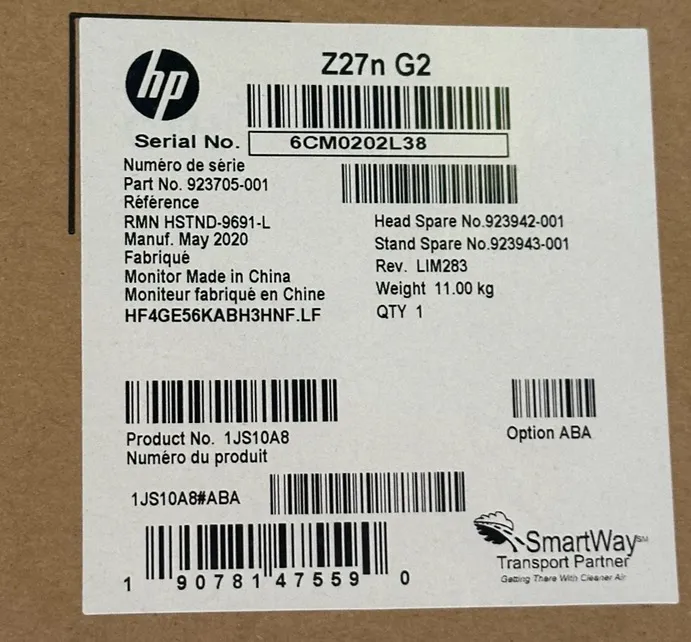 hp
Z27n G2
Serial No. 6CM0202L38
Numéro de série
Part No. 923705-001
Référence
RMN HSTND-9691-L
Manuf. May 2020
Fabriqué
Monitor Made in China
Moniteur fabriqué en Chine
HF4GE56KABH3HNF.LF
Head Spare No.923942-001
Stand Spare No.923943-001
Rev. LIM283
Weight 11.00 kg
QTY 1
Product No. 1JS10A8
Numéro du produit
Option ABA
1JS10A8#ABA
1 90781 47559 0
SmartWay℠
Transport Partner
Getting There With Cleaner Air